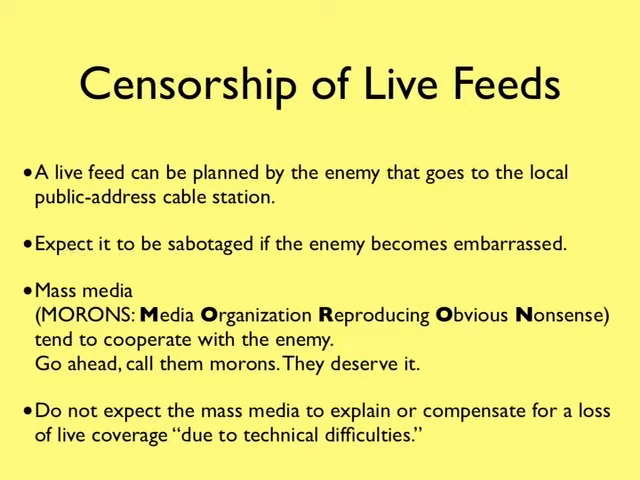 Censorship of Live Feeds
•A live feed can be planned by the enemy that goes to the local
public-address cable station.
•Expect it to be sabotaged if the enemy becomes embarrassed.
•Mass media
(MORONS: Media Organization Reproducing Obvious Nonsense)
tend to cooperate with the enemy.
Go ahead, call them morons. They deserve it.
•Do not expect the mass media to explain or compensate for a loss
of live coverage “due to technical difficulties.”